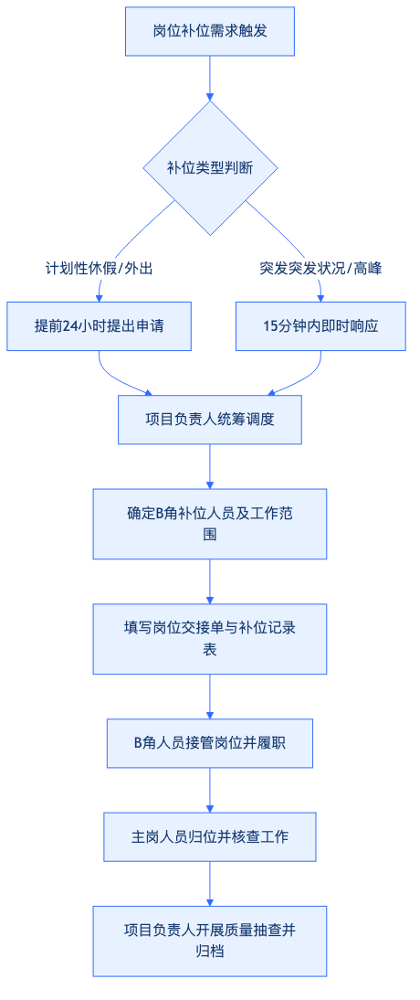 岗位补位需求触发
补位类型判断
计划性休假/外出
突发突发状况/高峰
提前24小时提出申请
15分钟内即时响应
项目负责人统筹调度
确定B角补位人员及工作范
围
填写岗位交接单与补位记录
表
B角人员接管岗位并履职
主岗人员归位并核查工作
项目负责人开展质量抽查并
归档